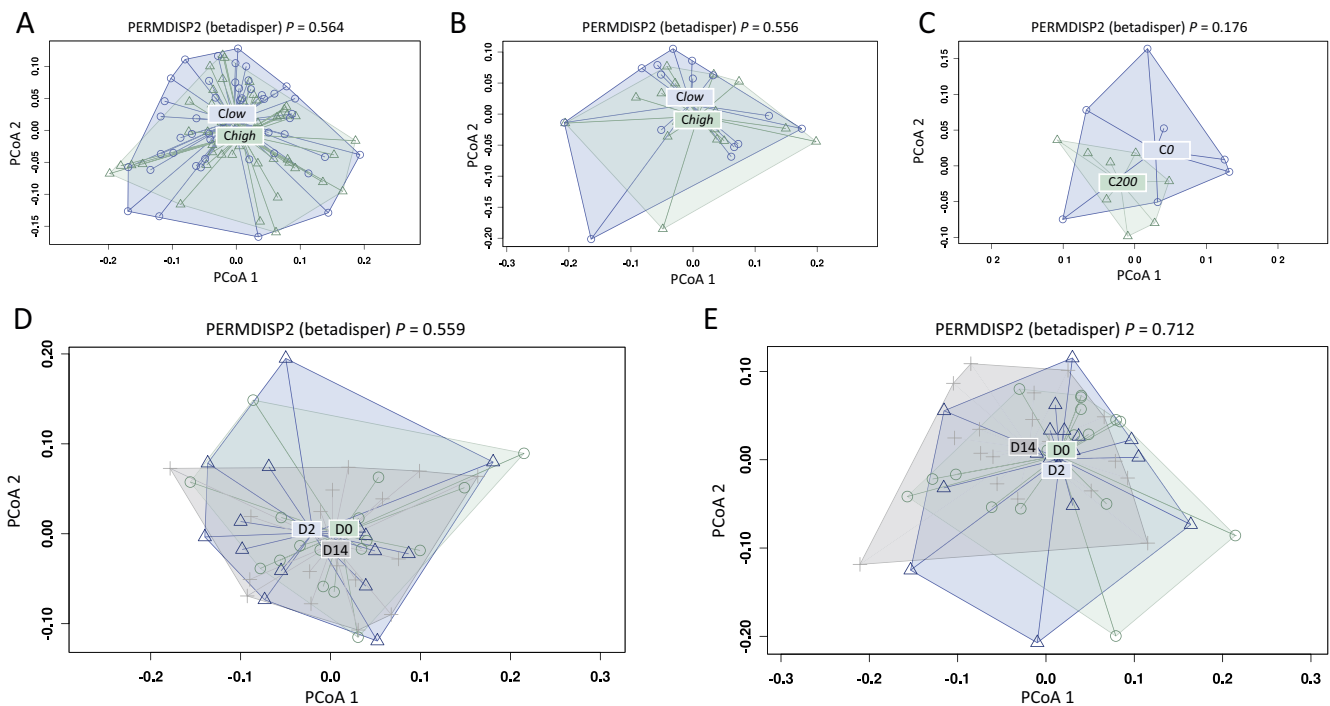 A
PERMDISP2 (betadisper) P = 0.564
PCoA 2
0.10
0.05
0.00
-0.05
-0.10
-0.15
Clow
Chigh
-0.2 -0.1 0.0 0.1 0.2
PCoA 1
B
PERMDISP2 (betadisper) P = 0.556
PCoA 2
0.10
0.05
0.00
-0.05
-0.10
-0.20
Clow
Chigh
-0.3 -0.2 -0.1 0.0 0.1 0.2
PCoA 1
C
PERMDISP2 (betadisper) P = 0.176
PCoA 2
0.15
0.10
0.05
0.00
-0.05
-0.10
C0
C200
0 2 0 1 0 0 0 1 0 2
PCoA 1
D
PERMDISP2 (betadisper) P = 0.559
PCoA 2
0.20
0.10
0.00
-0.10
D2 D0
D14
-0.2 -0.1 0.0 0.1 0.2 0.3
PCoA 1
E
PERMDISP2 (betadisper) P = 0.712
PCoA 2
0.10
0.00
-0.10
-0.20
D14 D0
D2
-0.3 -0.2 -0.1 0.0 0.1 0.2 0.3
PCoA 1